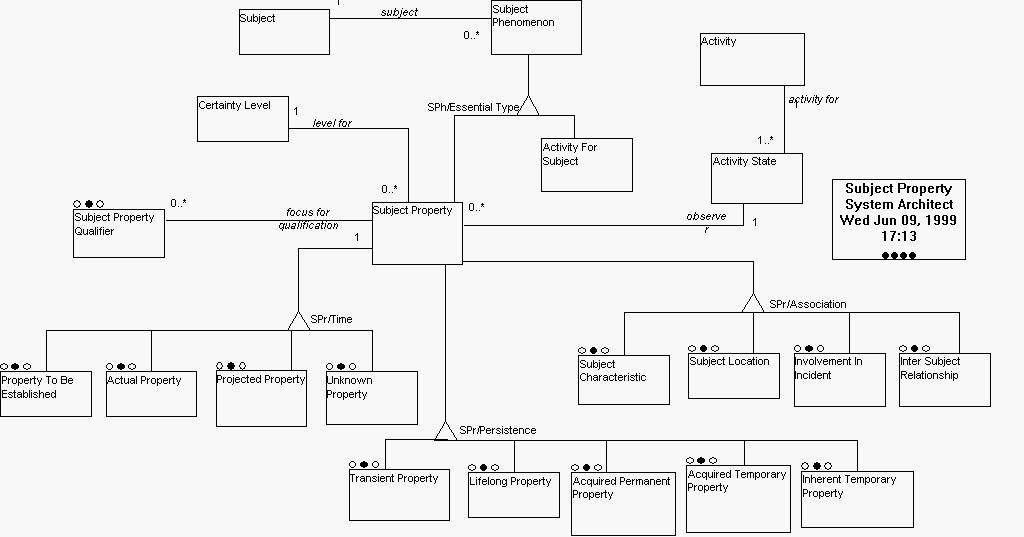 Subject
subject
0..*
Subject
Phenomenon
Activity
activity for
1..*
Activity State
Certainty Level
1
level for
0..*
SPh/Essential Type
Activity For
Subject
Subject Property
System Architect
Wed Jun 09, 1999
17:13
Subject Property
Qualifier
0..*
focus for
qualification
1
Subject Property
0..*
observe
r
1
SPr/Time
Property To Be
Established
Actual Property
Projected Property
Unknown
Property
SPr/Association
Subject
Characteristic
Subject Location
Involvement In
Incident
Inter Subject
Relationship
SPr/Persistence
Transient Property
Lifelong Property
Acquired Permanent
Property
Acquired Temporary
Property
Inherent Temporary
Property